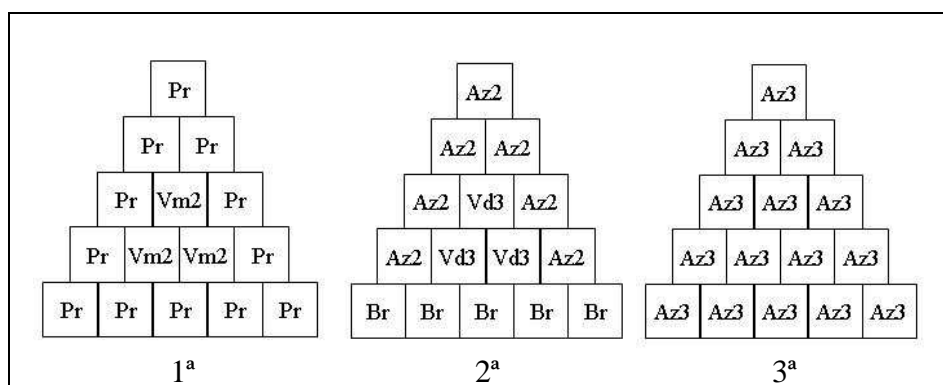 Pr Az2 Az3
Pr Pr Az2 Az2 Az3 Az3
Pr Vm2 Pr Az2 Vd3 Az2 Az3 Az3 Az3
Pr Vm2 Vm2 Pr Az2 Vd3 Vd3 Az2 Az3 Az3 Az3 Az3
Pr Pr Pr Pr Pr Br Br Br Br Br Az3 Az3 Az3 Az3 Az3
1ª 2ª 3ª